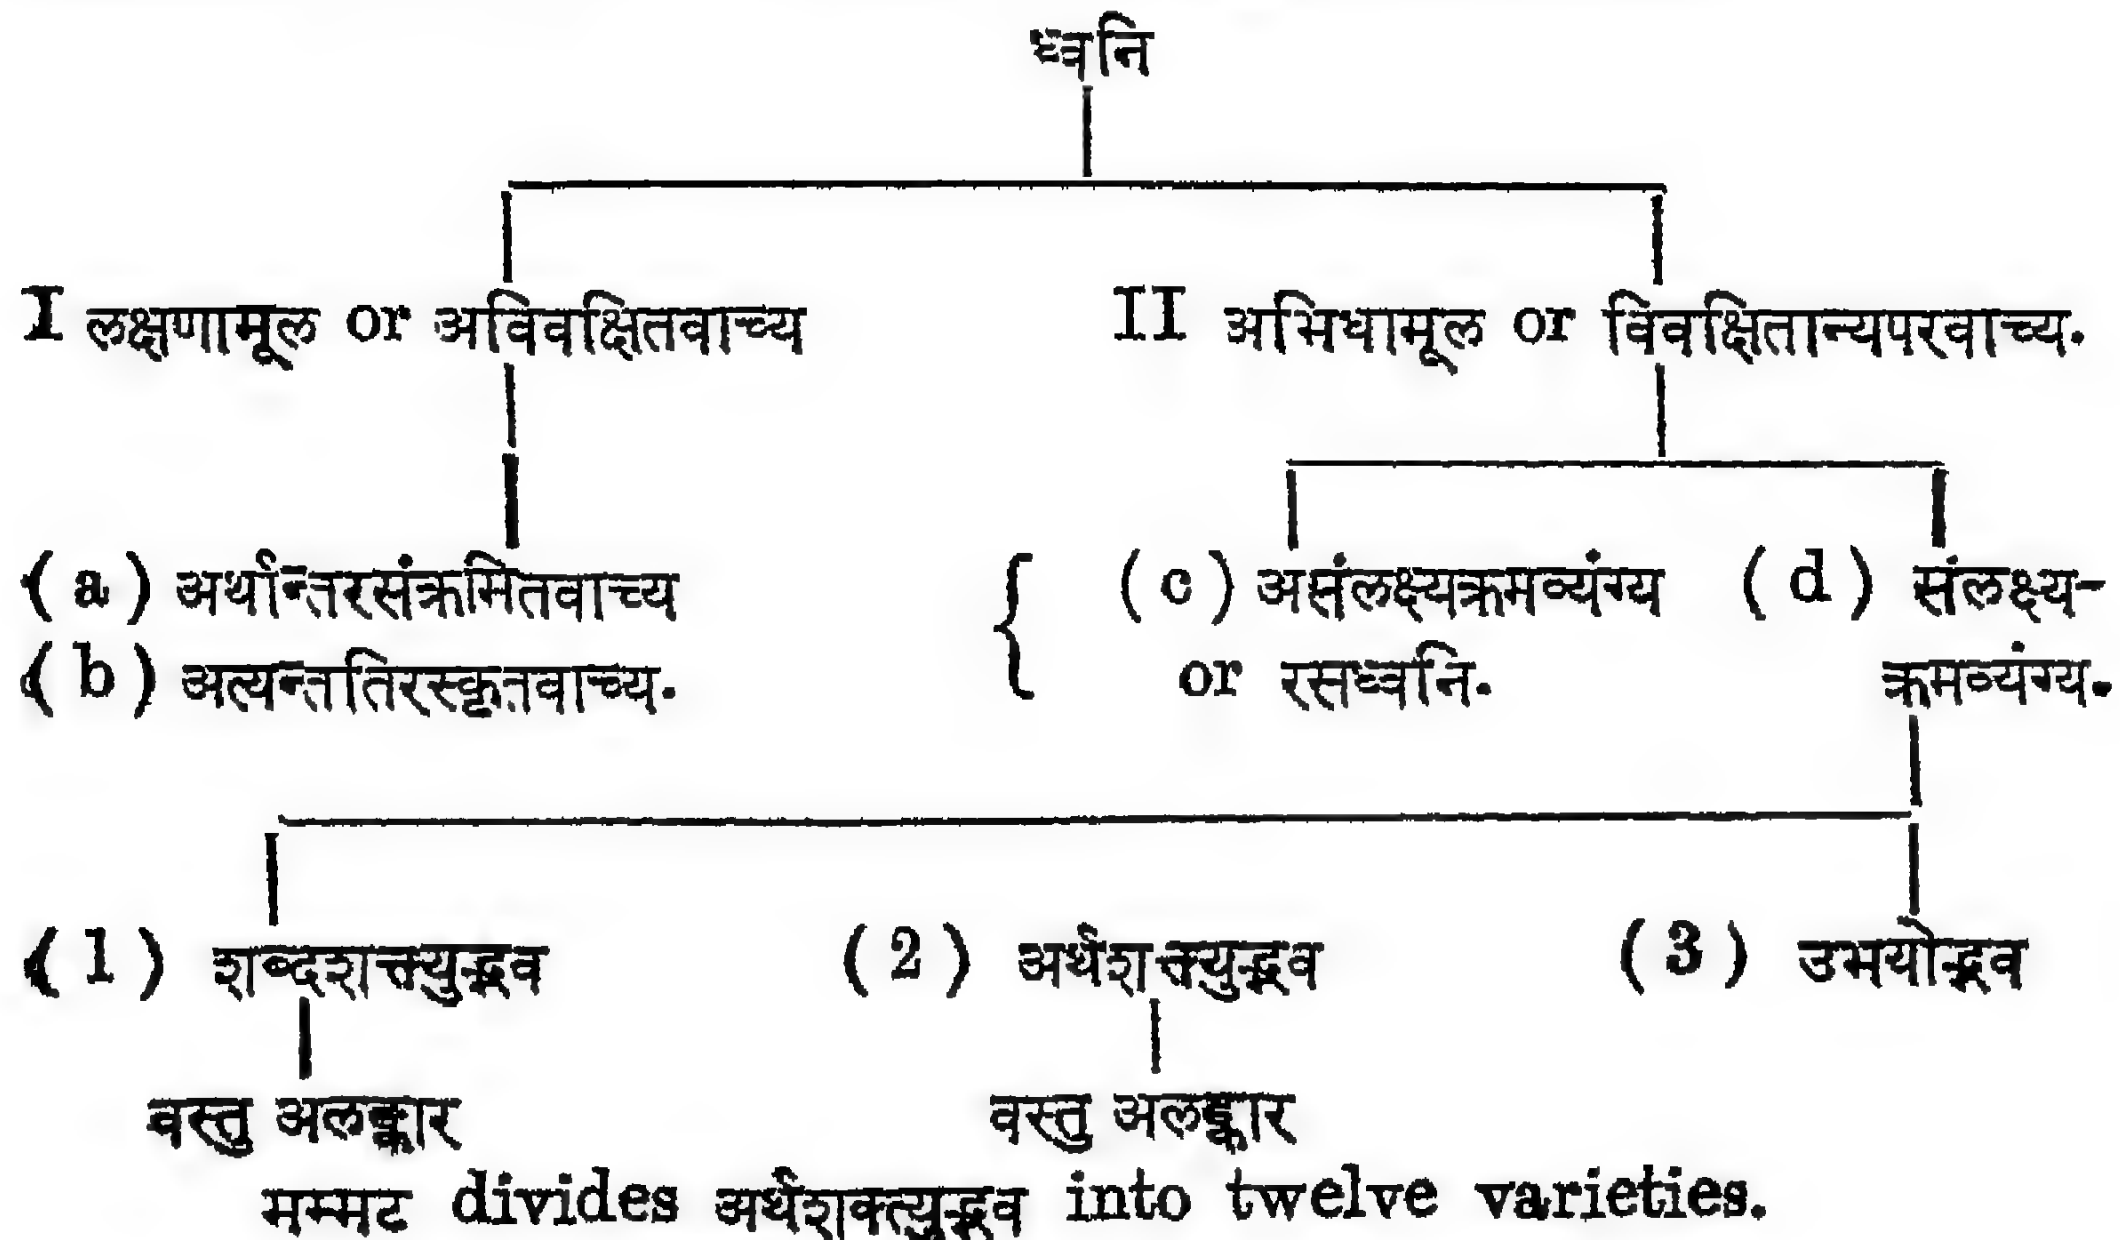 ध्वनि
I लक्षणामूल or अविवक्षितवाच्य II अभिधामूल or विवक्षितान्यपरवाच्य.
( a ) अर्थान्तरसंक्रमितवाच्य { ( c ) असंलक्ष्यक्रमव्यंग्य ( d ) संलक्ष्य-
( b ) अत्यन्ततिरस्कृतवाच्य. or रसध्वनि. क्रमव्यंग्य.
( 1 ) शब्दशक्त्युद्भव ( 2 ) अर्थशक्त्युद्भव ( 3 ) उभयोद्भव
वस्तु अलङ्कार वस्तु अलङ्कार
मम्मट divides अर्थशक्त्युद्भव into twelve varieties.